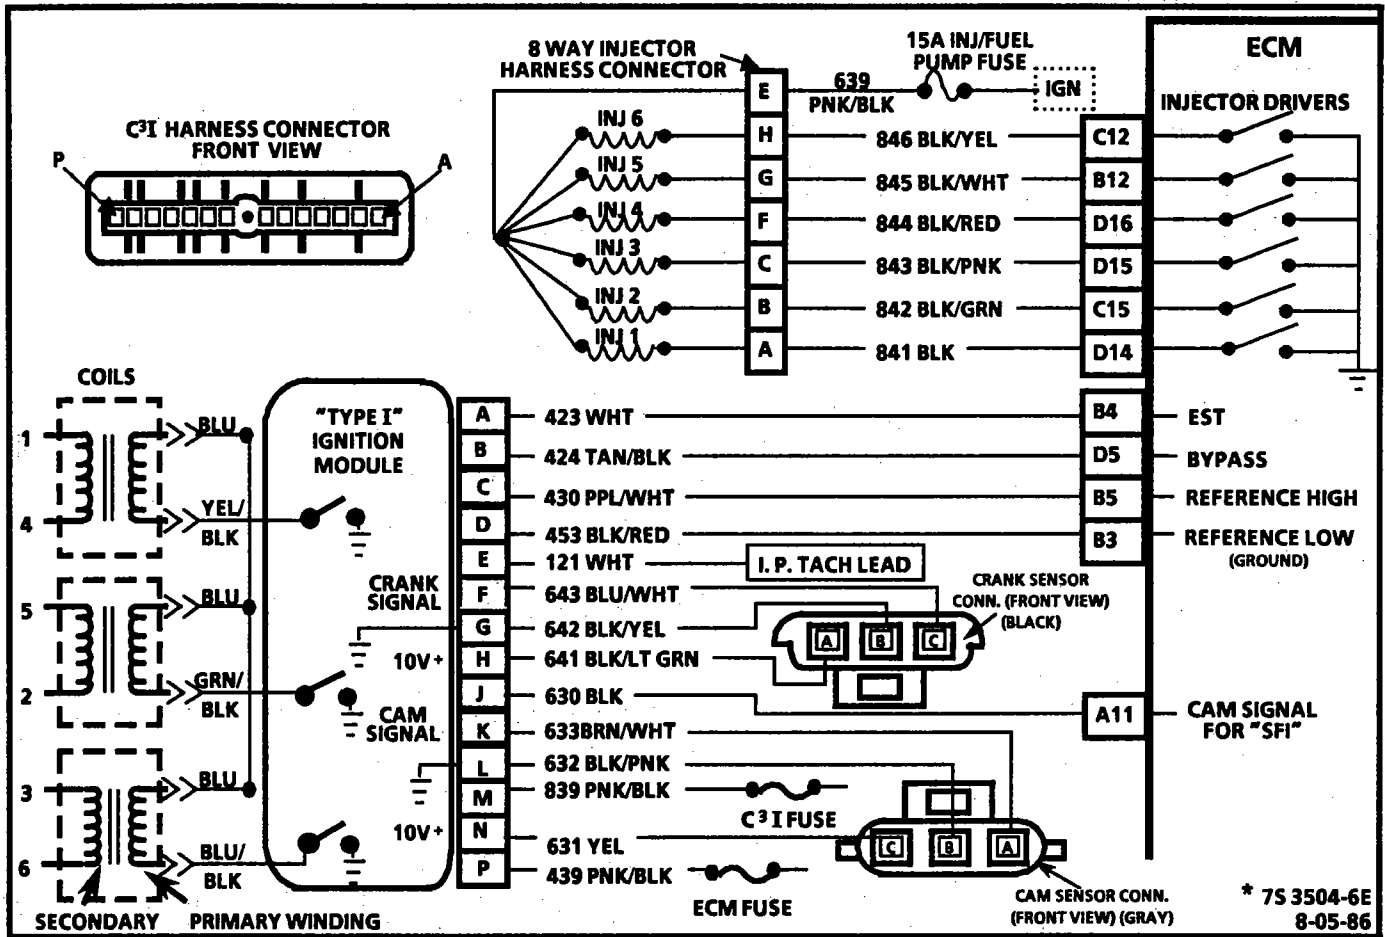 8 WAY INJECTOR
HARNESS CONNECTOR
15A INJ/FUEL
PUMP FUSE
ECM
E
639
PNK/BLK
IGN
INJECTOR DRIVERS
C³I HARNESS CONNECTOR
FRONT VIEW
P
A
INJ 6
H
846 BLK/YEL
C12
INJ 5
G
845 BLK/WHT
B12
INJ 4
F
844 BLK/RED
D16
INJ 3
C
843 BLK/PNK
D15
INJ 2
B
842 BLK/GRN
C15
INJ 1
A
841 BLK
D14
COILS
1
BLU
4
YEL/
BLK
5
BLU
2
GRN/
BLK
3
BLU
6
BLU/
BLK
SECONDARY
PRIMARY WINDING
"TYPE I"
IGNITION
MODULE
CRANK
SIGNAL
10V+
CAM
SIGNAL
10V+
A
423 WHT
B4
EST
B
424 TAN/BLK
D5
BYPASS
C
430 PPL/WHT
B5
REFERENCE HIGH
D
453 BLK/RED
B3
REFERENCE LOW
(GROUND)
E
121 WHT
I. P. TACH LEAD
F
643 BLU/WHT
G
642 BLK/YEL
H
641 BLK/LT GRN
CRANK SENSOR
CONN. (FRONT VIEW)
(BLACK)
A
B
C
J
630 BLK
A11
CAM SIGNAL
FOR "SFI"
K
633BRN/WHT
L
632 BLK/PNK
M
839 PNK/BLK
C³I FUSE
N
631 YEL
P
439 PNK/BLK
ECM FUSE
C
B
A
CAM SENSOR CONN.
(FRONT VIEW) (GRAY)
* 7S 3504-6E
8-05-86